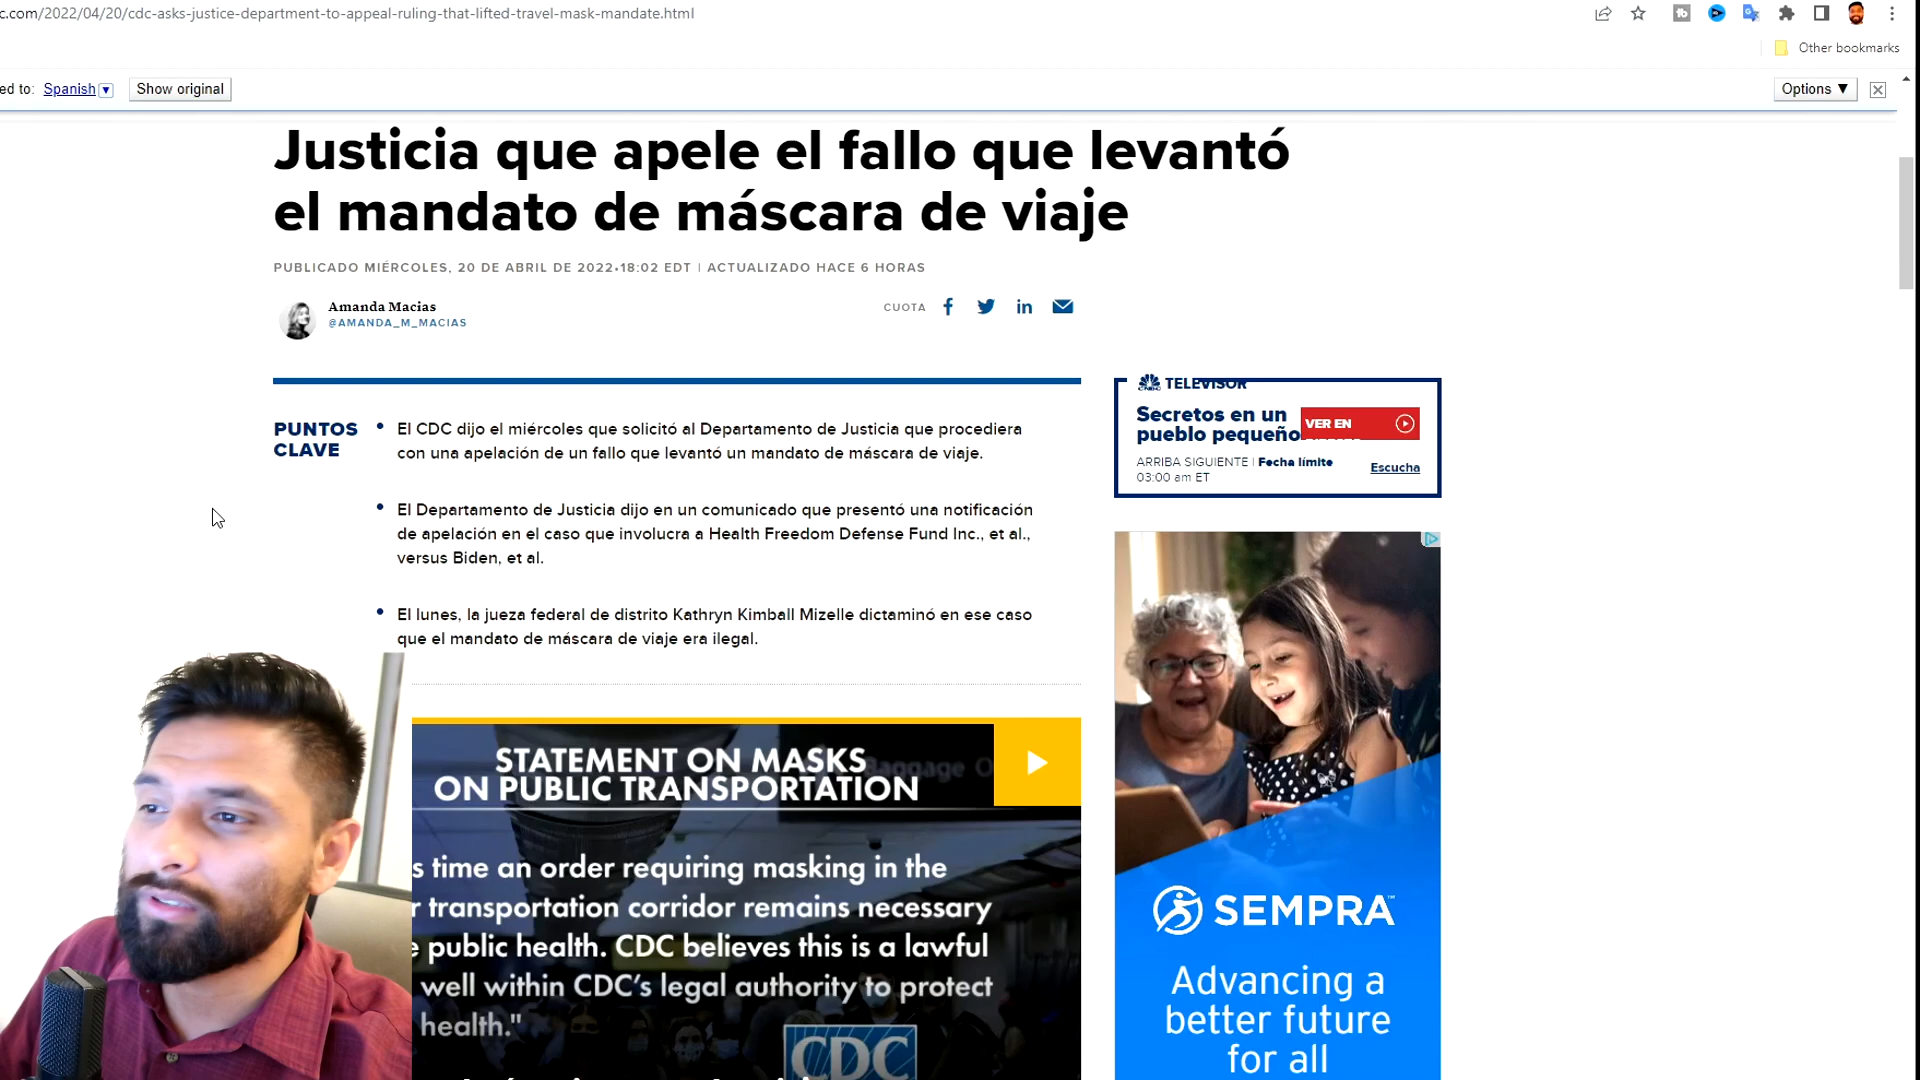 c.com/2022/04/20/cdc-asks-justice-department-to-appeal-ruling-that-lifted-travel-mask-mandate.html
Other bookmarks
ed to: Spanish ▼ Show original
Options ▼
Justicia que apele el fallo que levantó
el mandato de máscara de viaje
PUBLICADO MIÉRCOLES, 20 DE ABRIL DE 2022•18:02 EDT | ACTUALIZADO HACE 6 HORAS
Amanda Macias
@AMANDA_M_MACIAS
CUOTA
PUNTOS
CLAVE
• El CDC dijo el miércoles que solicitó al Departamento de Justicia que procediera
con una apelación de un fallo que levantó un mandato de máscara de viaje.
• El Departamento de Justicia dijo en un comunicado que presentó una notificación
de apelación en el caso que involucra a Health Freedom Defense Fund Inc., et al.,
versus Biden, et al.
• El lunes, la jueza federal de distrito Kathryn Kimball Mizelle dictaminó en ese caso
que el mandato de máscara de viaje era ilegal.
TELEVISOR
Secretos en un
pueblo pequeño
VER EN
ARRIBA SIGUIENTE | Fecha límite
03:00 am ET
Escucha
STATEMENT ON MASKS
ON PUBLIC TRANSPORTATION
s time an order requiring masking in the
r transportation corridor remains necessary
e public health. CDC believes this is a lawful
well within CDC's legal authority to protect
health."
CDC
SEMPRA™
Advancing a
better future
for all